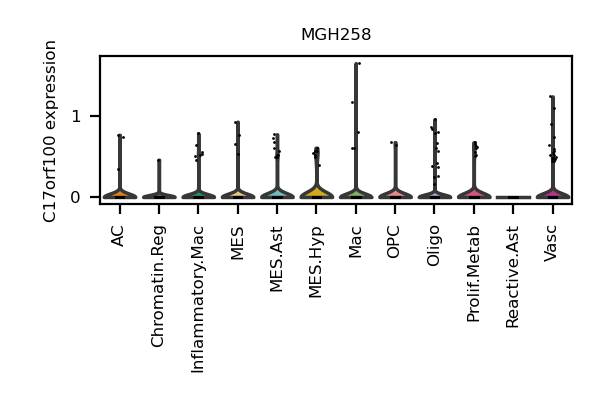 MGH258
C17orf100 expression
1
0
AC
Chromatin.Reg
Inflammatory.Mac
MES
MES.Ast
MES.Hyp
Mac
OPC
Oligo
Prolif.Metab
Reactive.Ast
Vasc